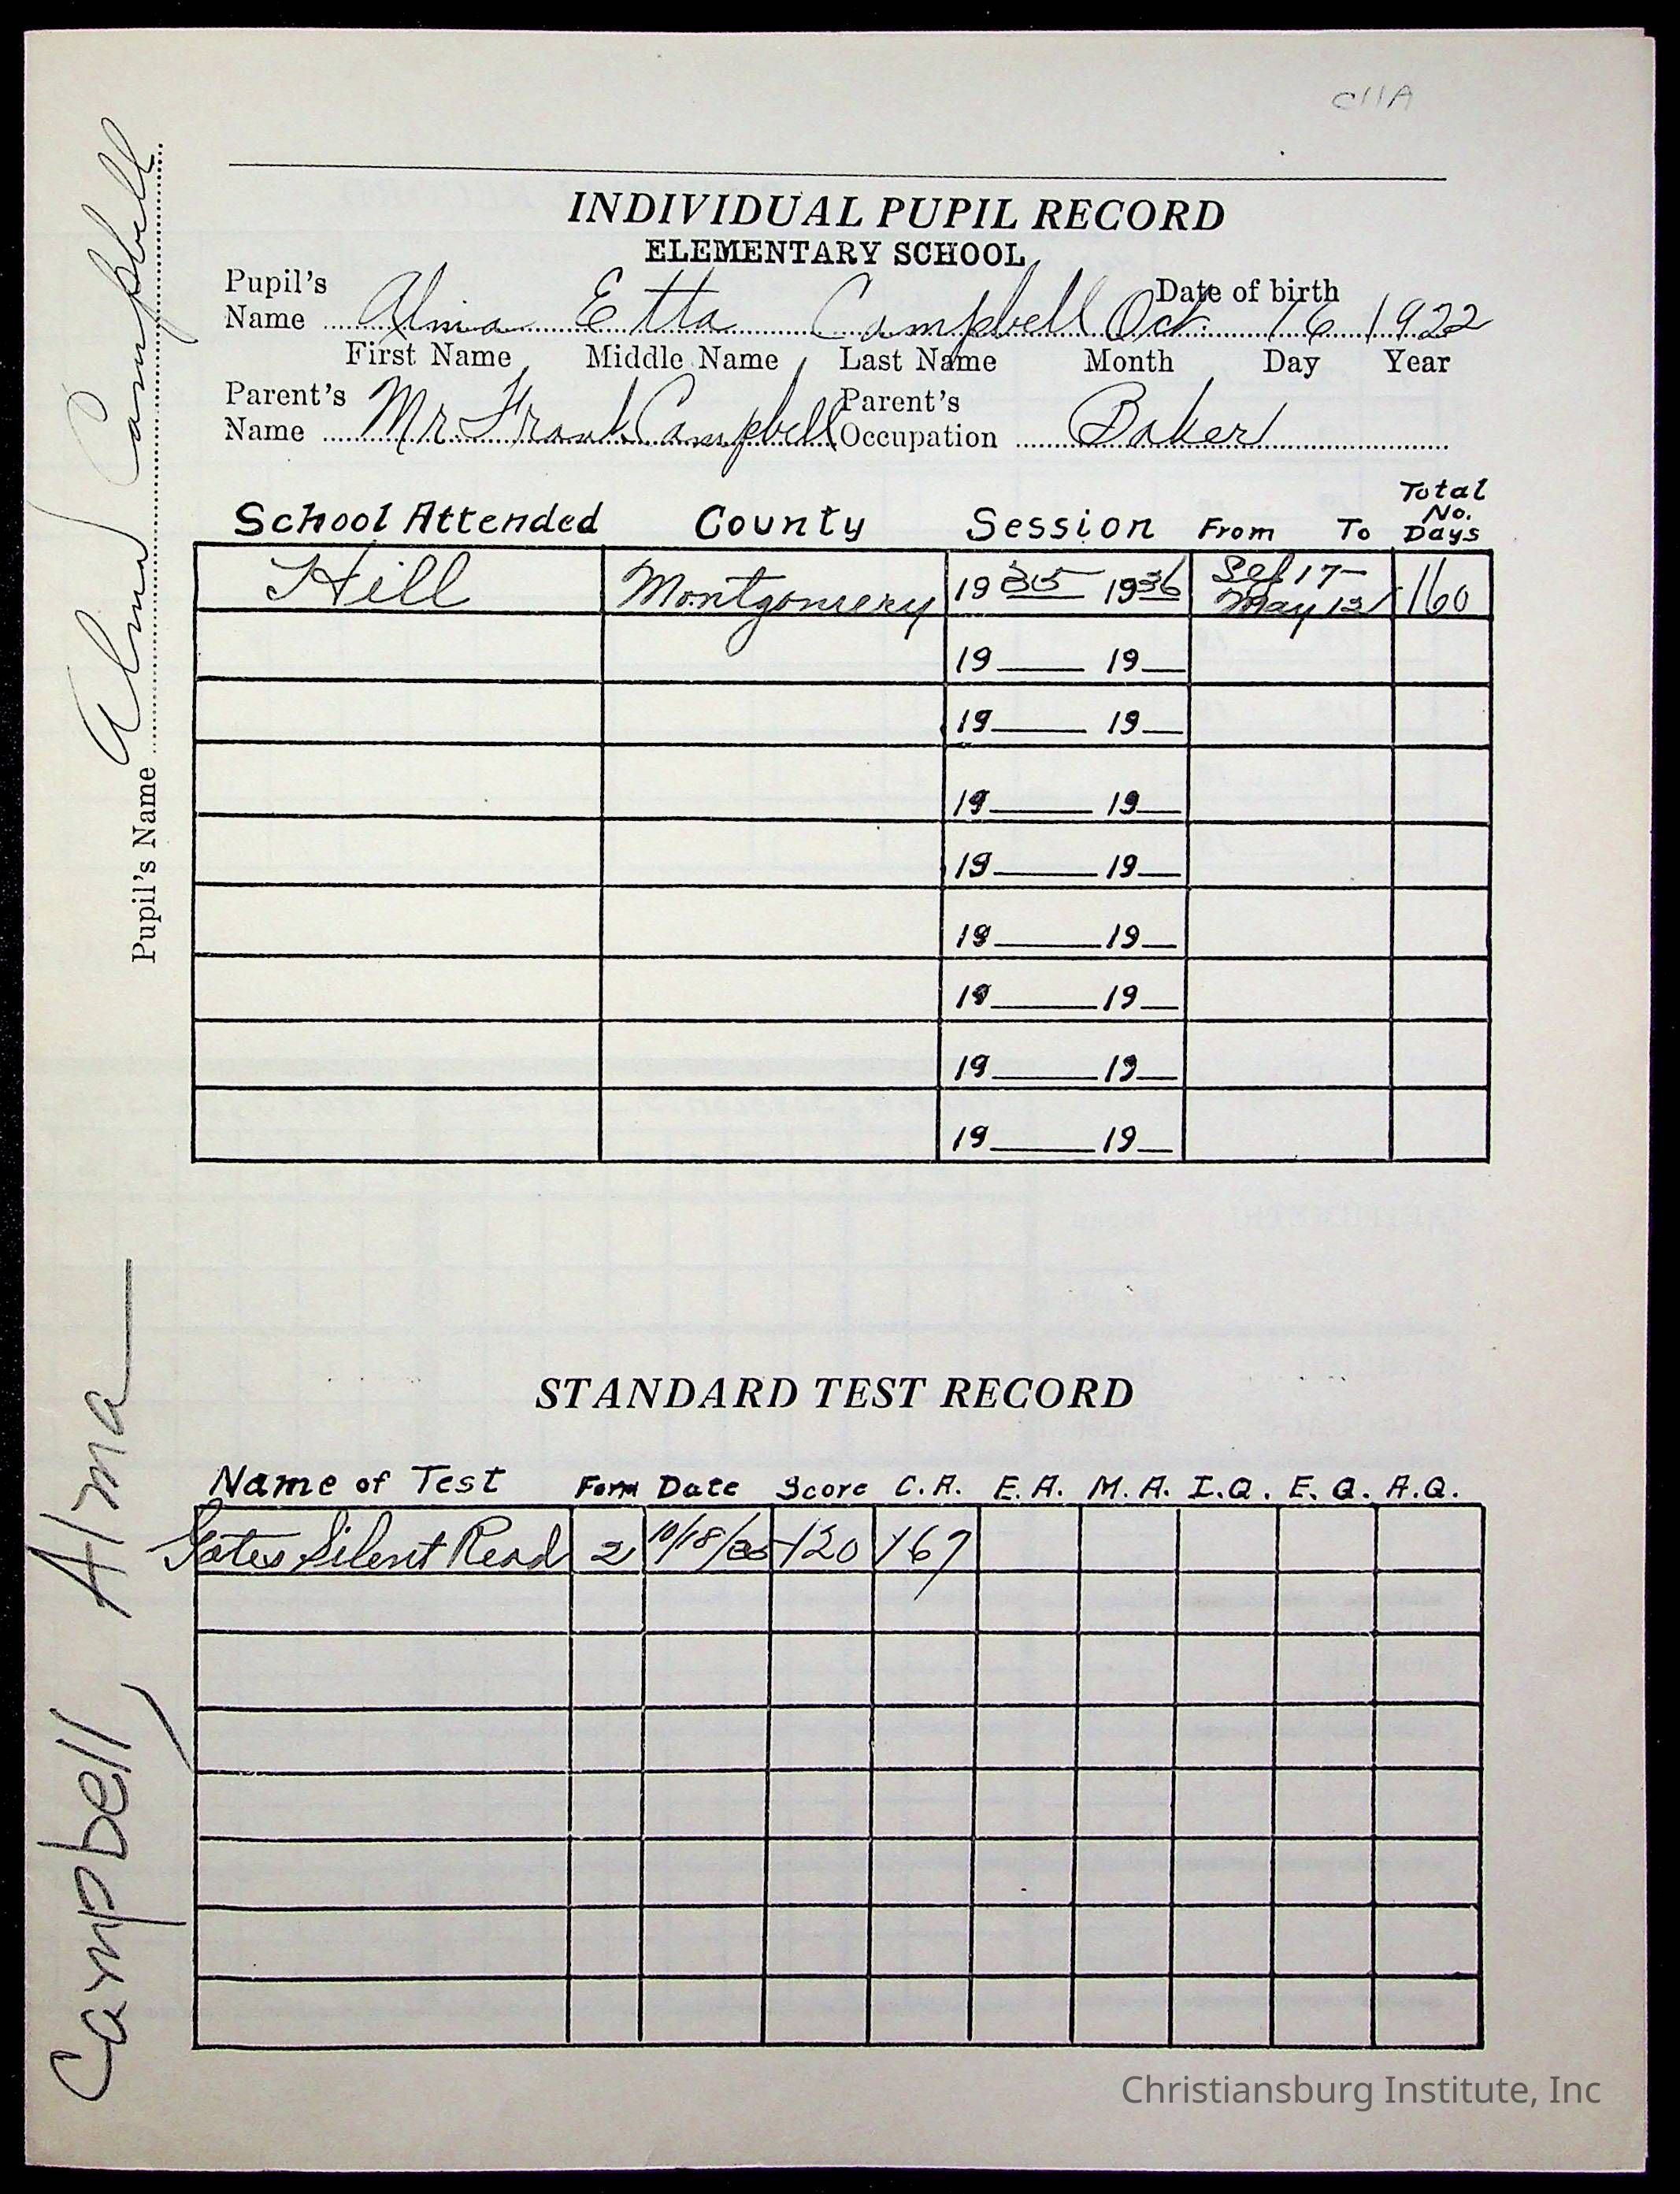 C11A
INDIVIDUAL PUPIL RECORD
ELEMENTARY SCHOOL
Pupil's Name Alma Etta Campbell Date of birth Oct. 16 1922
First Name Middle Name Last Name Month Day Year
Parent's Name Mr Frank Campbell Parent's Occupation Baker
School Attended County Session From To Total No. Days
Hill Montgomery 1935 1936 Sep 17- May 12 160
19 19
19 19
19 19
19 19
19 19
19 19
19 19
19 19
STANDARD TEST RECORD
Name of Test Form Date Score C.A. E.A. M.A. I.Q. E.Q. A.Q.
Gates Silent Read 2 10/18/35 120 167
Pupil's Name Alma Campbell
Campbell, Alma
Christiansburg Institute, Inc